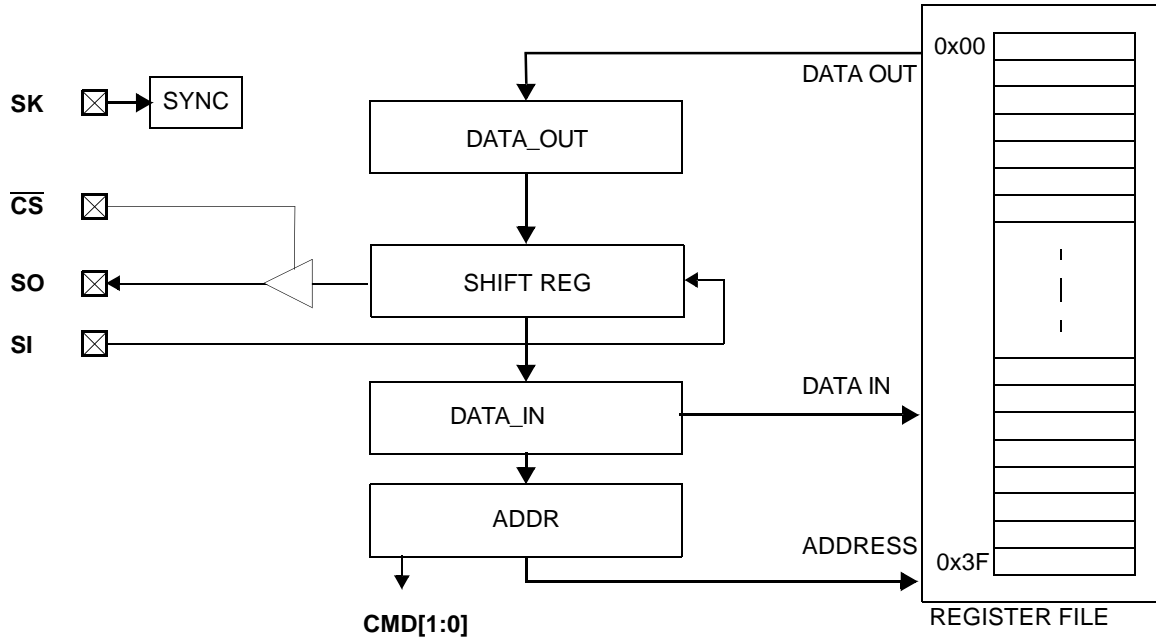 0x00
DATA OUT
SK
SYNC
DATA_OUT
CS
SO
SHIFT REG
SI
DATA IN
DATA_IN
ADDR
ADDRESS
0x3F
CMD[1:0]
REGISTER FILE